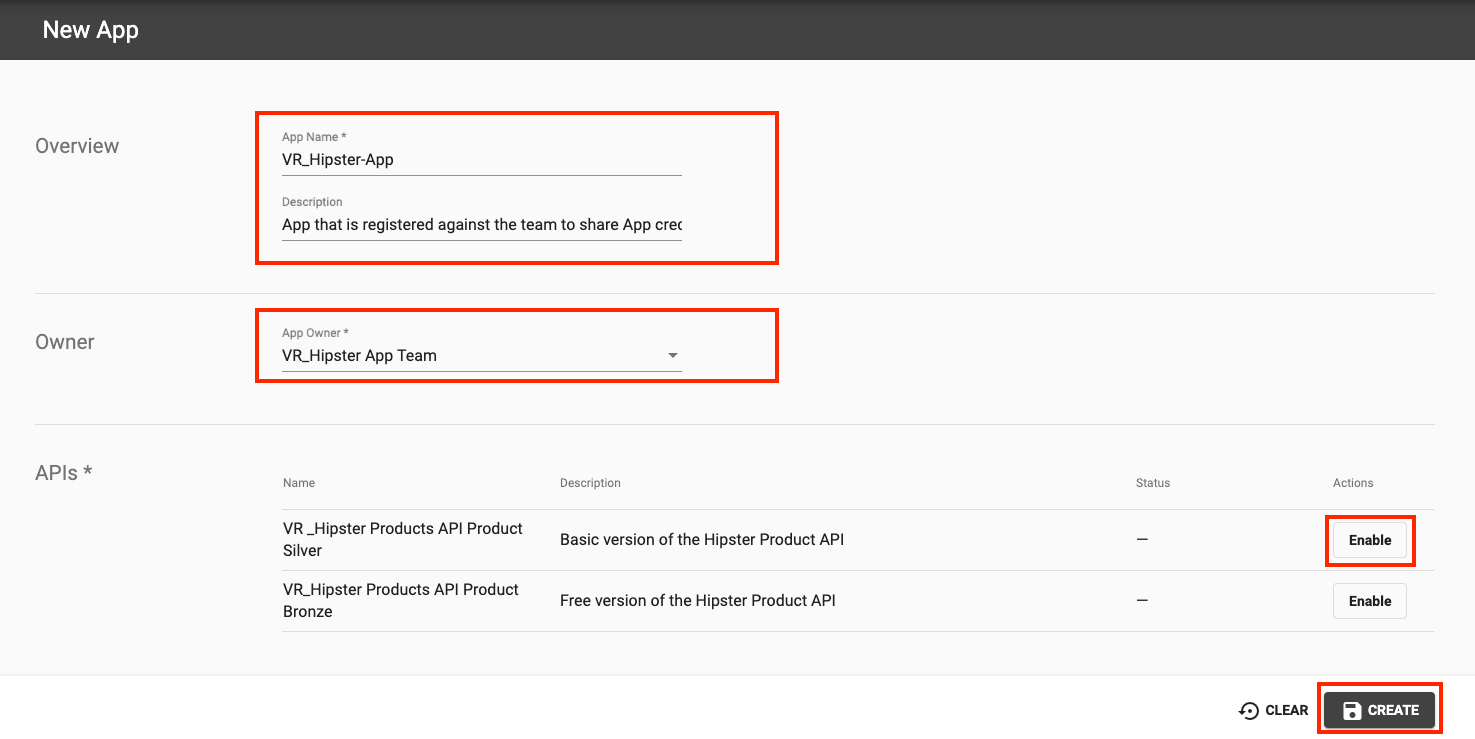 New App
Overview
App Name *
VR_Hipster-App
Description
App that is registered against the team to share App
Owner
App Owner *
VR_Hipster App Team
APIs *
Name Description Status Actions
VR _Hipster Products API Product
Silver
Basic version of the Hipster Product API
—
Enable
VR_Hipster Products API Product
Bronze
Free version of the Hipster Product API
—
Enable
CLEAR
CREATE